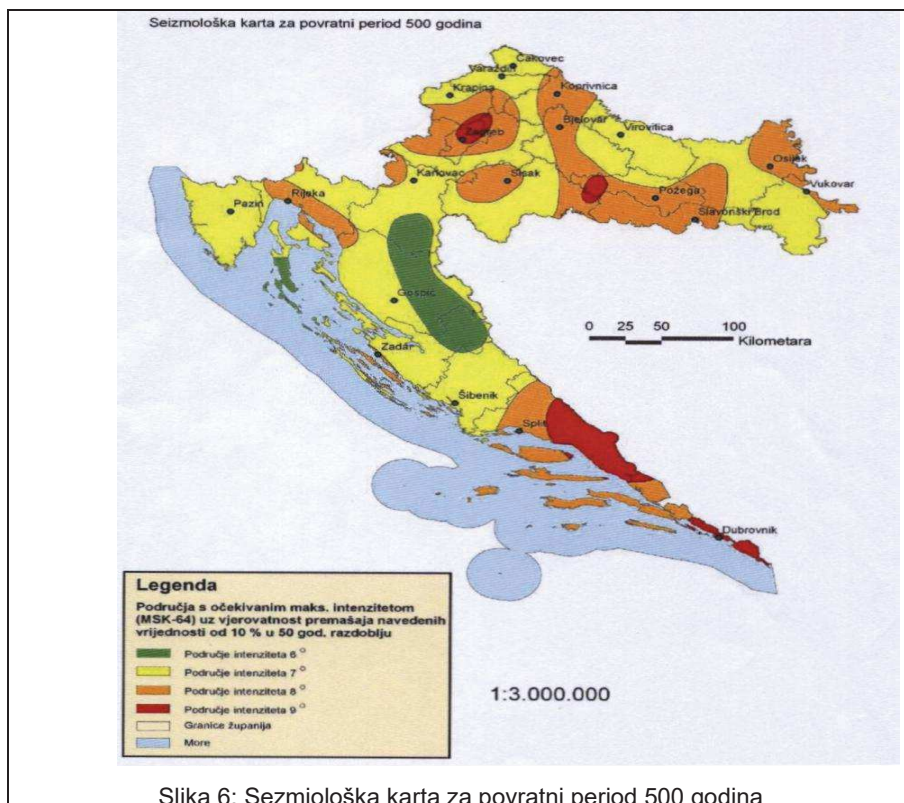 Seizmološka karta za povratni period 500 godina
Čakovec
Varaždin
Krapina
Koprivnica
Bjelovar
Virovitica
Zagreb
Osijek
Karlovac
Sisak
Požega
Vukovar
Rijeka
Pazin
Slavonski Brod
Gospić
0 25 50 100
Kilometara
Zadar
Šibenik
Split
Dubrovnik
Legenda
Područja s očekivanim maks. intenzitetom
(MSK-64) uz vjerovatnost premašaja navedenih
vrijednosti od 10 % u 50 god. razdoblju
Područje intenziteta 6 °
Područje intenziteta 7 °
Područje intenziteta 8 °
Područje intenziteta 9 °
Granice županija
More
1:3.000.000
Slika 6: Sezmiološka karta za povratni period 500 godina